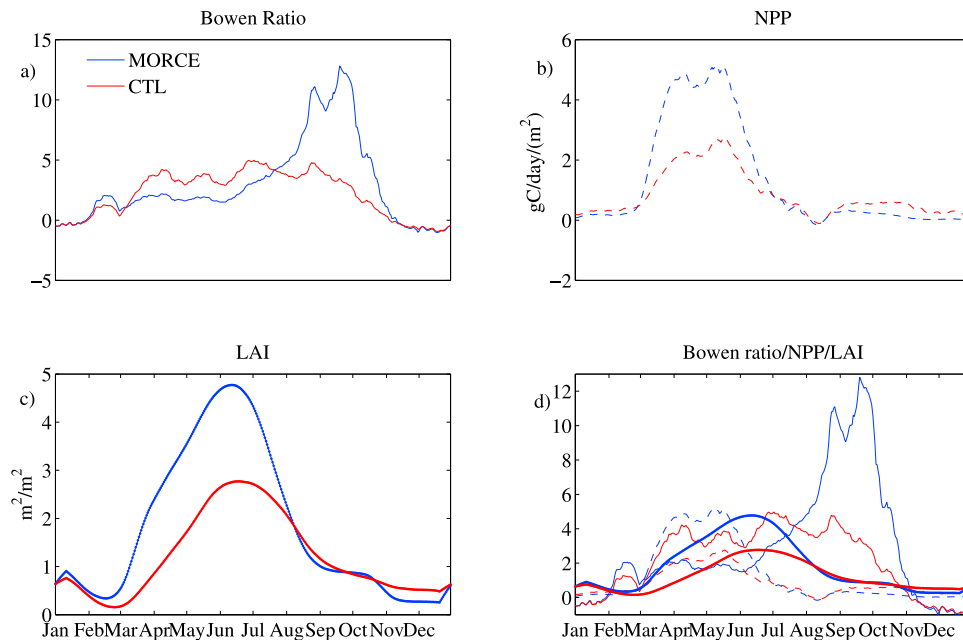 Bowen Ratio
15
10
5
0
−5
a)
MORCE
CTL
NPP
6
4
2
0
−2
b)
gC/day/(m²)
LAI
5
4
3
2
1
0
c)
m²/m²
Jan Feb Mar Apr May Jun Jul Aug Sep Oct Nov Dec
Bowen ratio/NPP/LAI
12
10
8
6
4
2
0
d)
Jan Feb Mar Apr May Jun Jul Aug Sep Oct Nov Dec